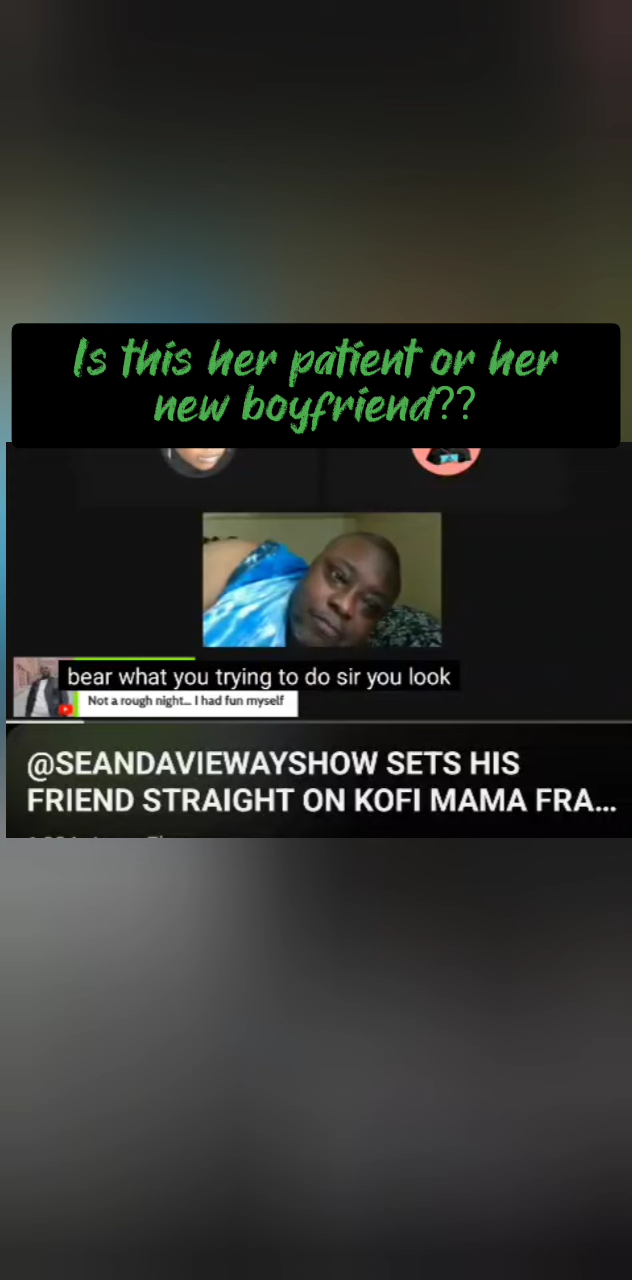 Is this her patient or her
new boyfriend??
bear what you trying to do sir you look
Not a rough night... I had fun myself
@SEANDAVIEWAYSHOW SETS HIS
FRIEND STRAIGHT ON KOFI MAMA FRA...